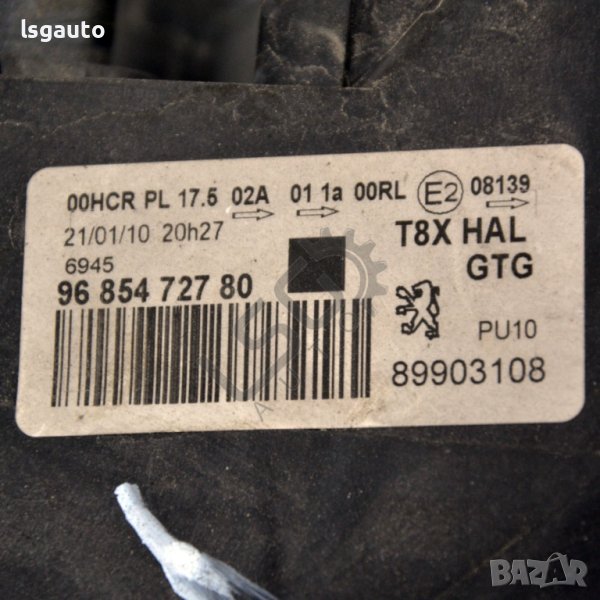 lsgauto
00HCR PL 17.5 02A 01 1a 00RL E2 08139
21/01/10 20h27
T8X HAL
6945
GTG
96 854 727 80
PU10
89903108
BAZAR